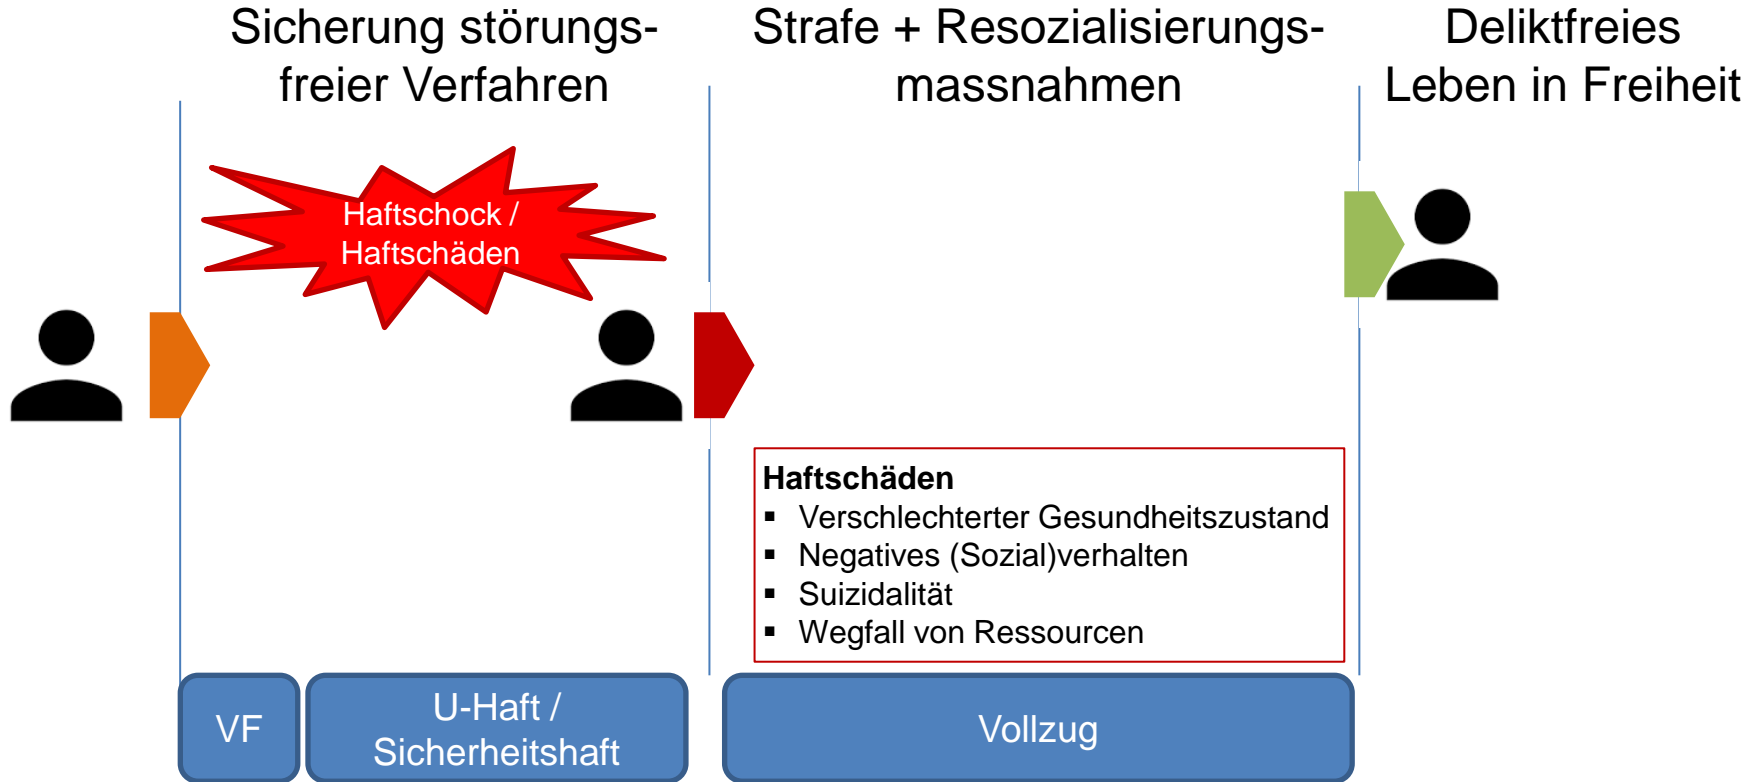 Sicherung störungs-
freier Verfahren
Strafe + Resozialisierungs-
massnahmen
Deliktfreies
Leben in Freiheit
Haftschock /
Haftschäden
Haftschäden
▪ Verschlechterter Gesundheitszustand
▪ Negatives (Sozial)verhalten
▪ Suizidalität
▪ Wegfall von Ressourcen
VF
U-Haft /
Sicherheitshaft
Vollzug